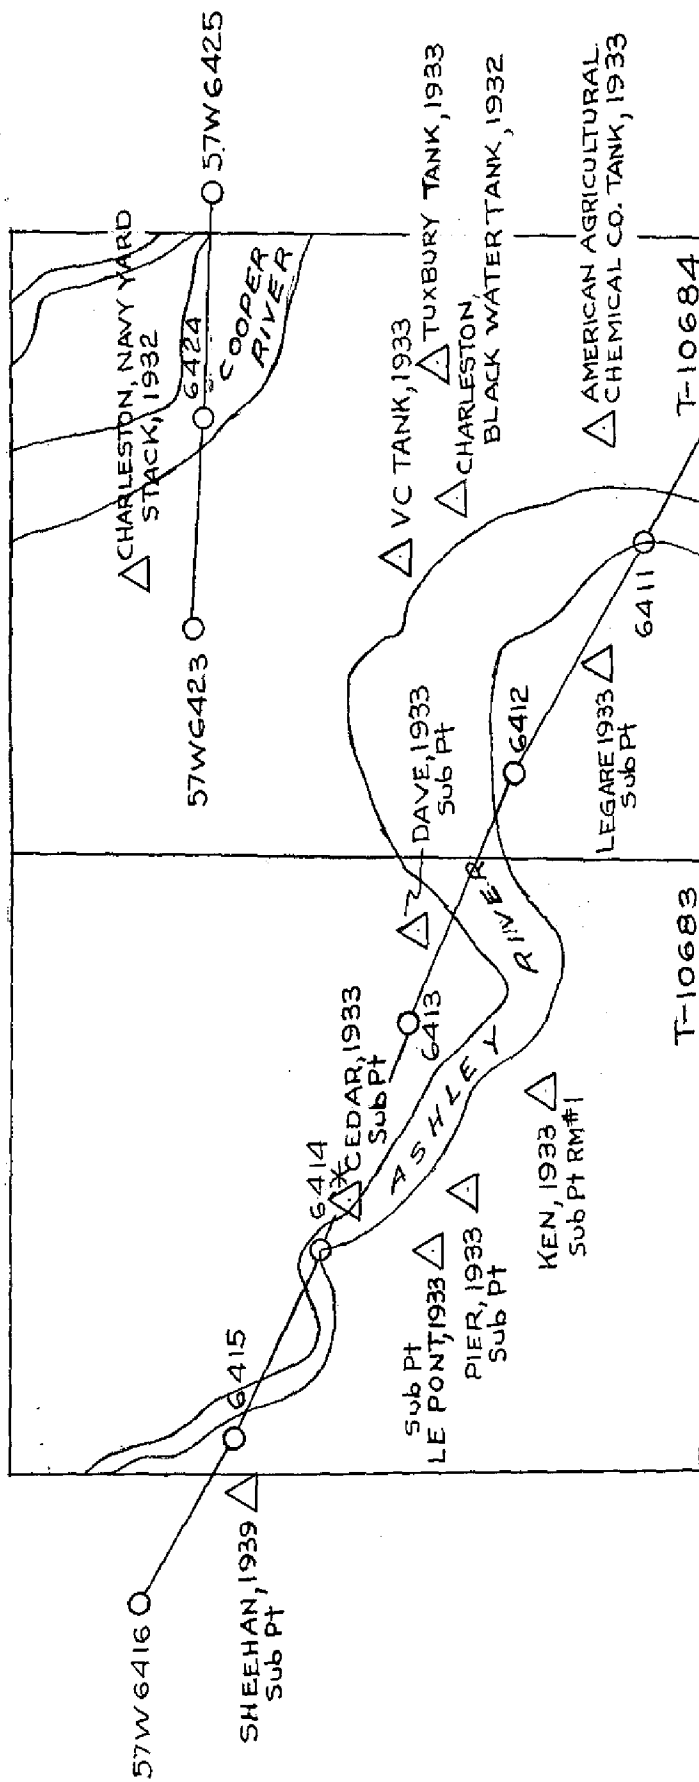 57W6416
SHEEHAN, 1939
Sub Pt
6415
6414
*CEDAR, 1933
Sub Pt
Sub Pt
LE PONT, 1933
PIER, 1933
Sub Pt
KEN, 1933
Sub Pt RM#1
ASHLEY RIVER
6413
DAVE, 1933
Sub Pt
T-10683
CHARLESTON, NAVY YARD
STACK, 1932
57W6423
6424
57W6425
COOPER
RIVER
VC TANK, 1933
TUXBURY TANK, 1933
CHARLESTON,
BLACK WATER TANK, 1932
AMERICAN AGRICULTURAL
CHEMICAL CO. TANK, 1933
6412
LEGARE 1933
Sub Pt
6411
T-10684